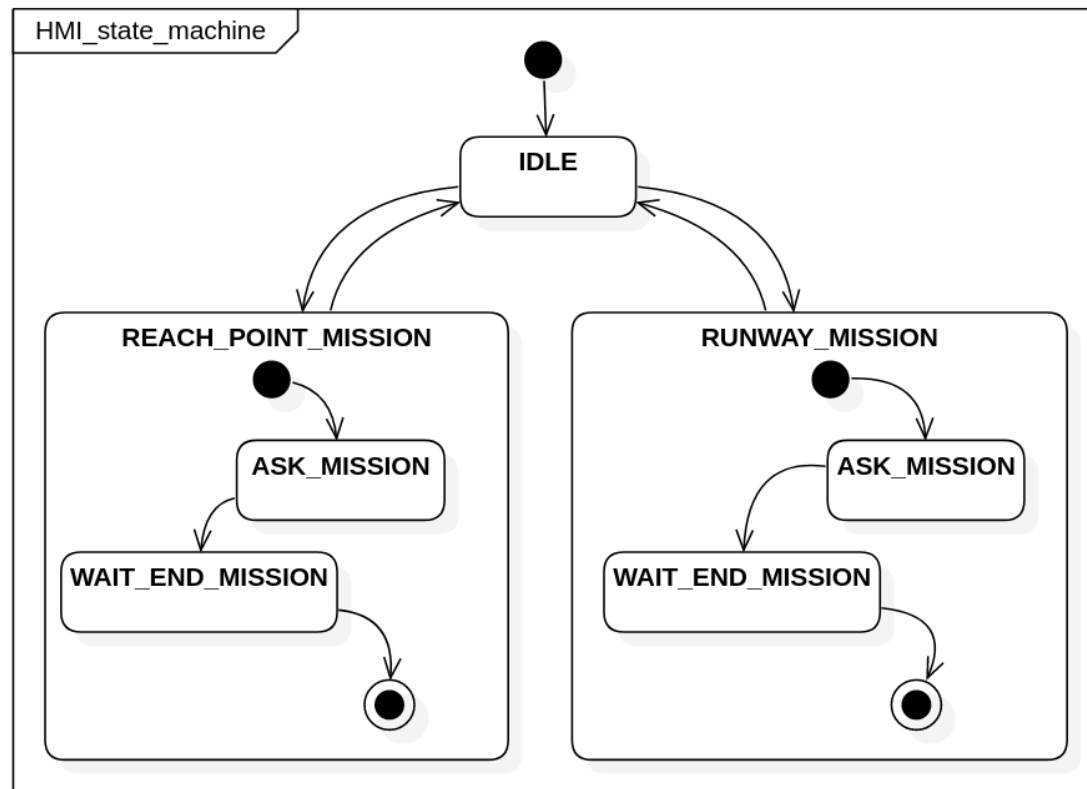 HMI_state_machine
IDLE
REACH_POINT_MISSION
ASK_MISSION
WAIT_END_MISSION
RUNWAY_MISSION
ASK_MISSION
WAIT_END_MISSION